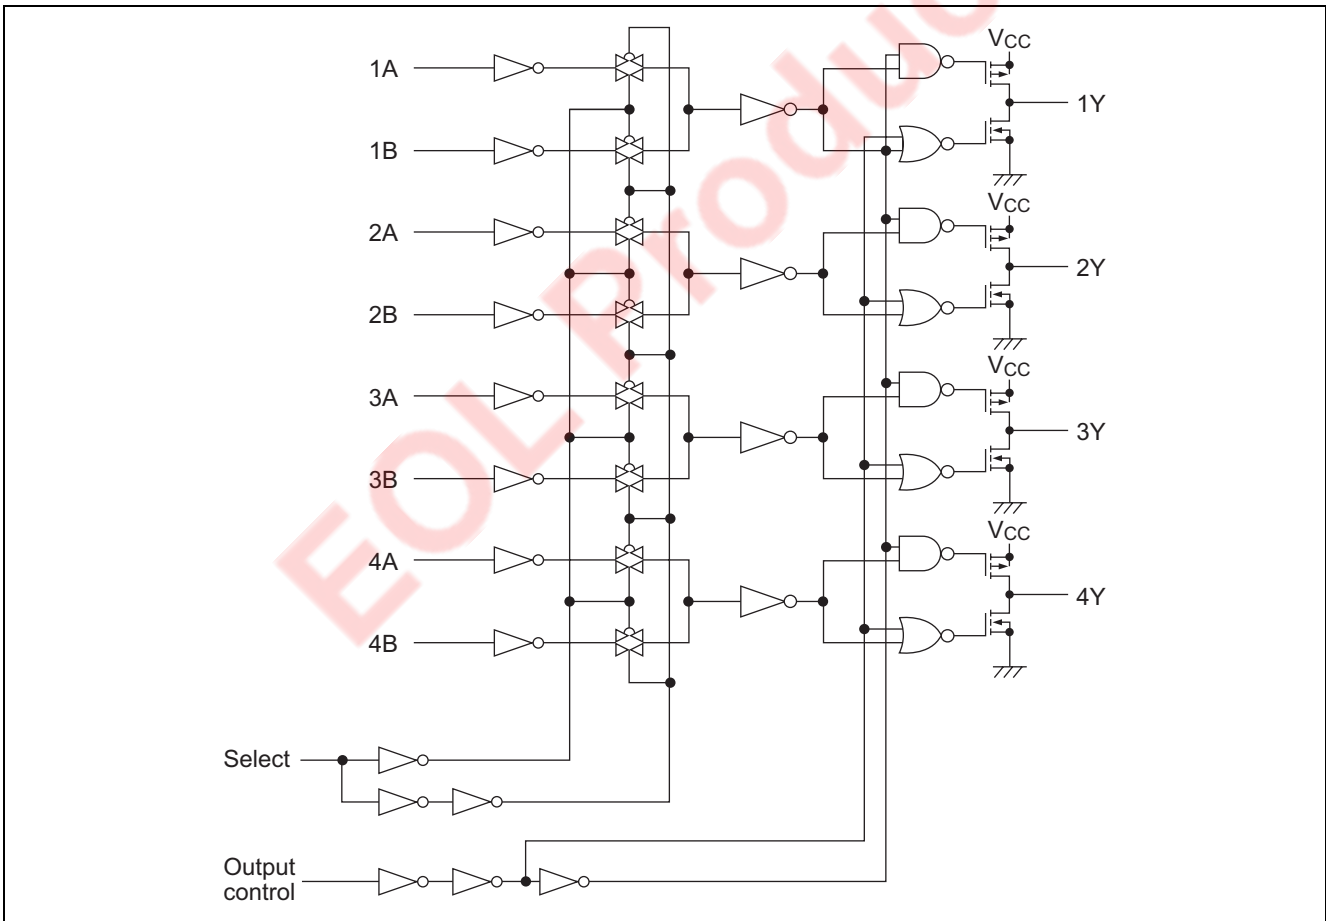 1A
1B
2A
2B
3A
3B
4A
4B
Select
Output
control
VCC
1Y
VCC
2Y
VCC
3Y
VCC
4Y
EOL Produc